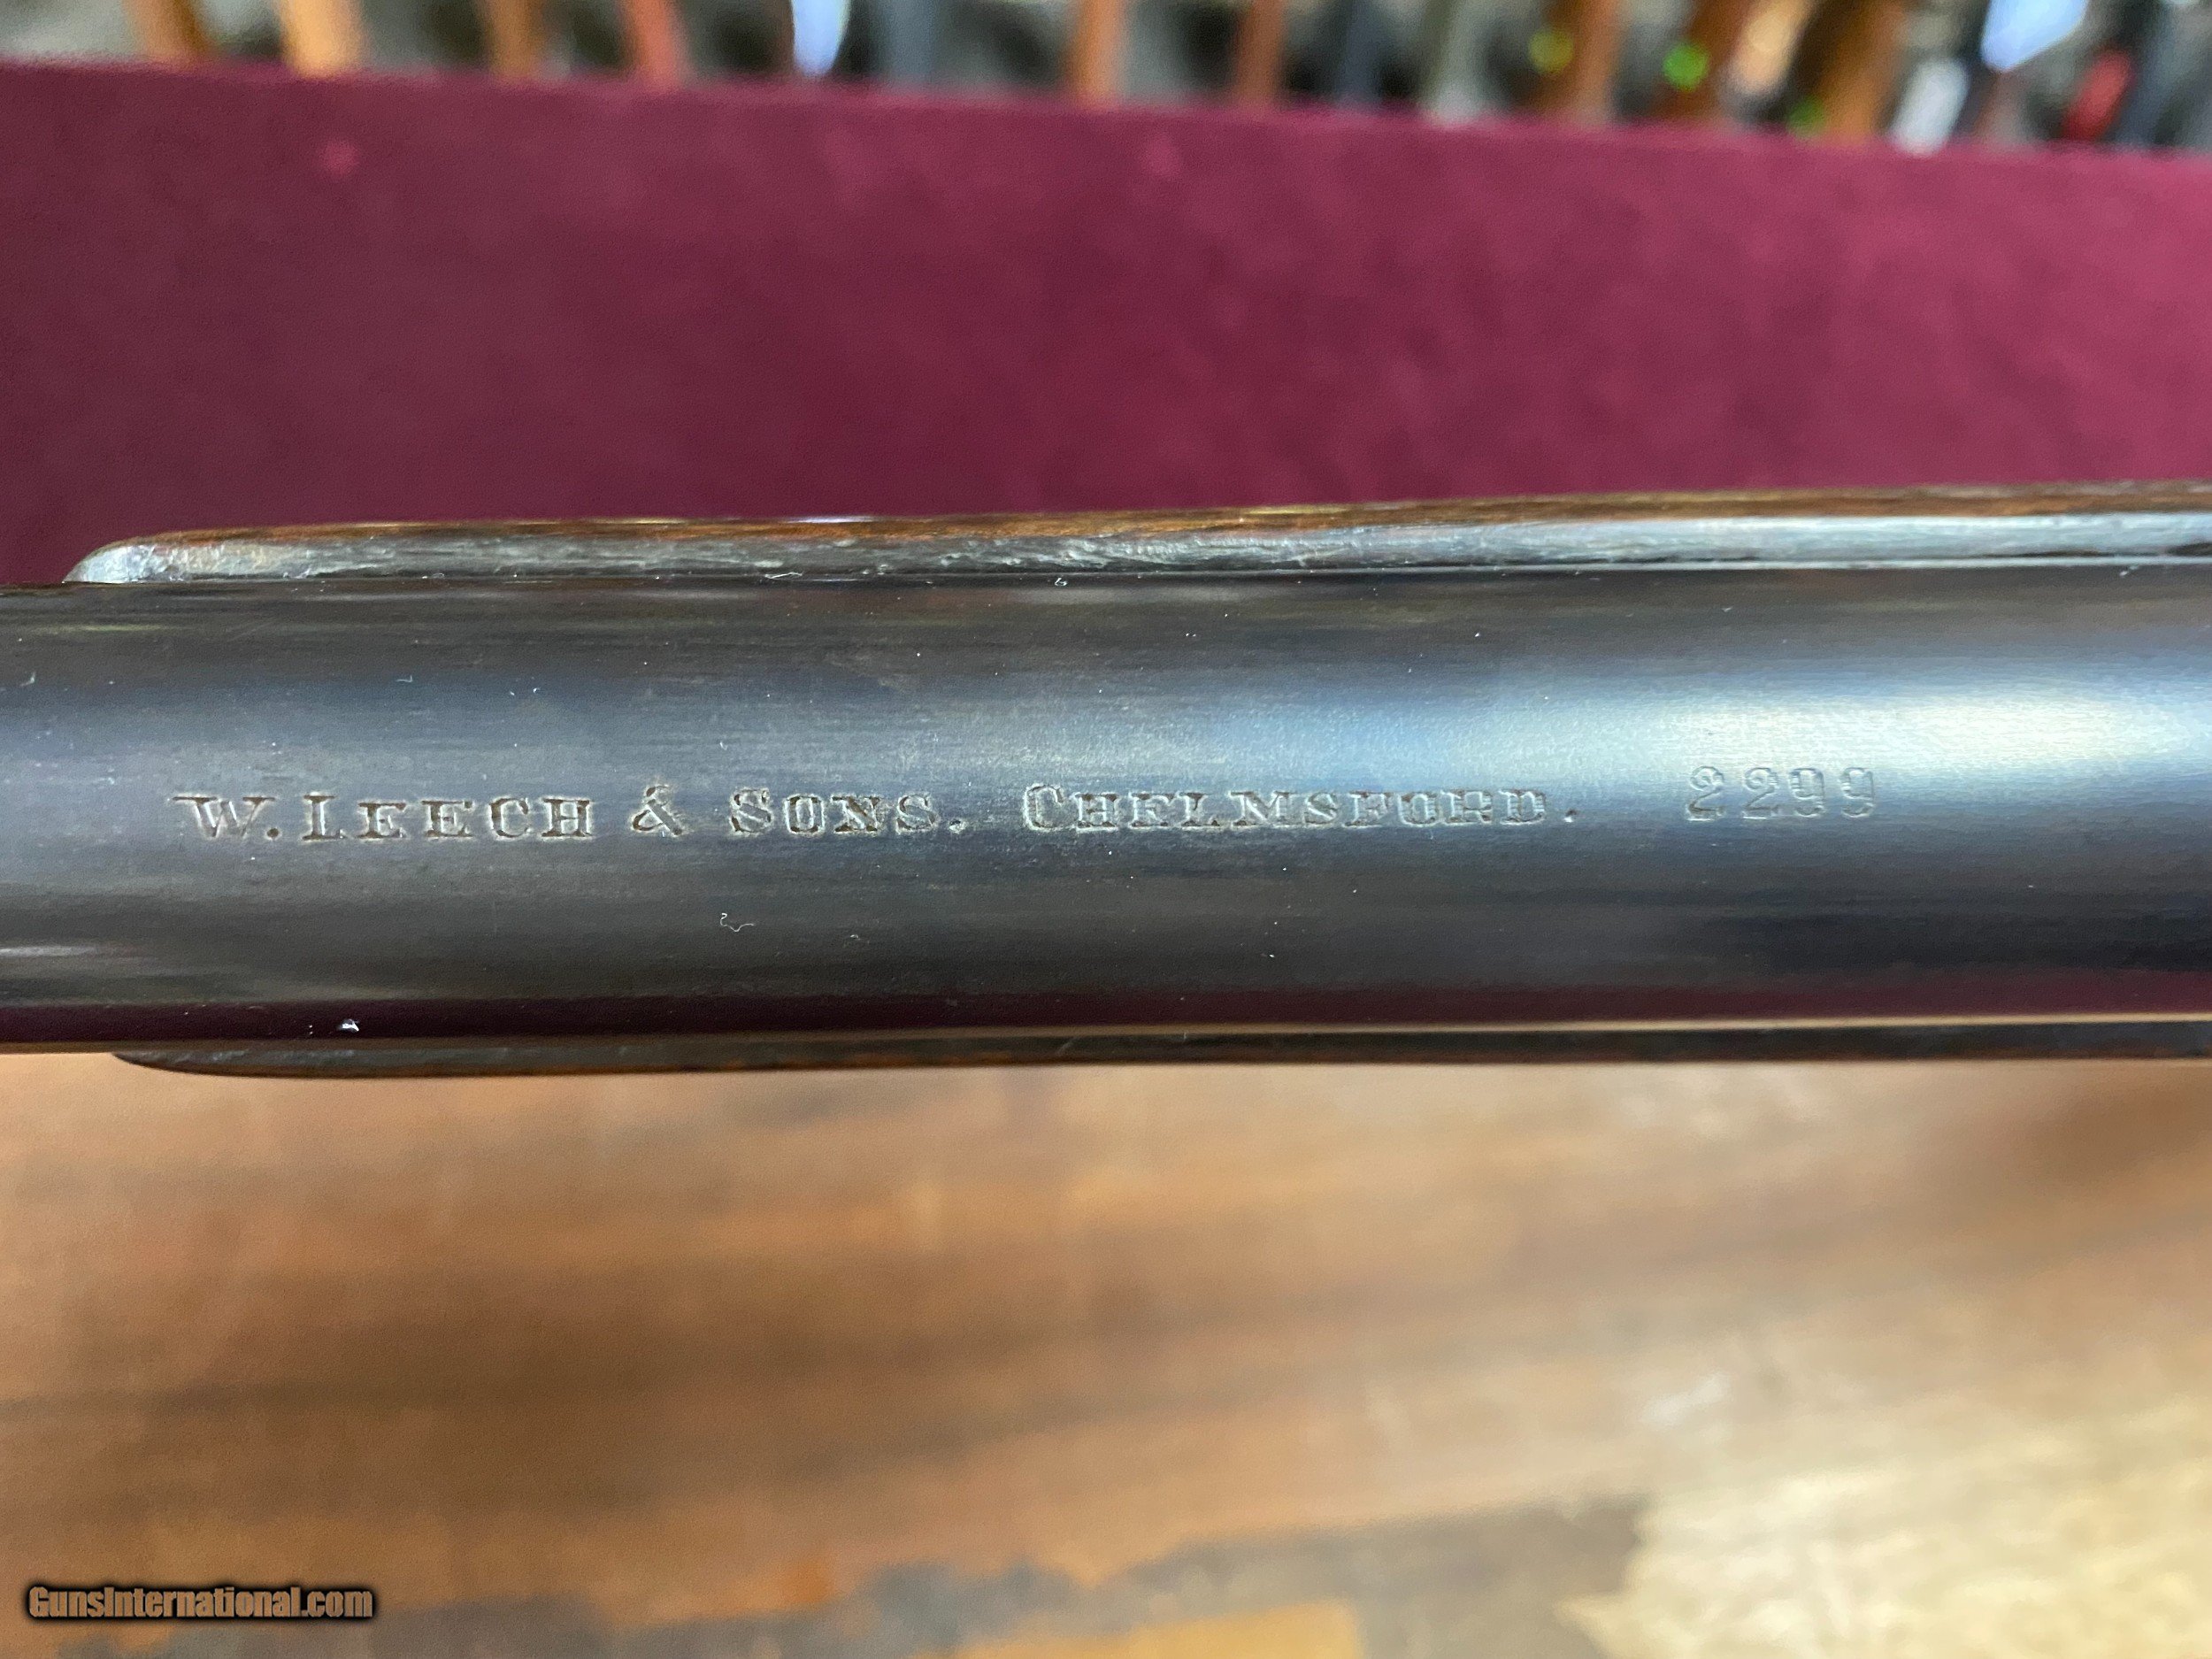 W. LEECH & SONS. CHELMSFORD. 2299
GunsInternational.com